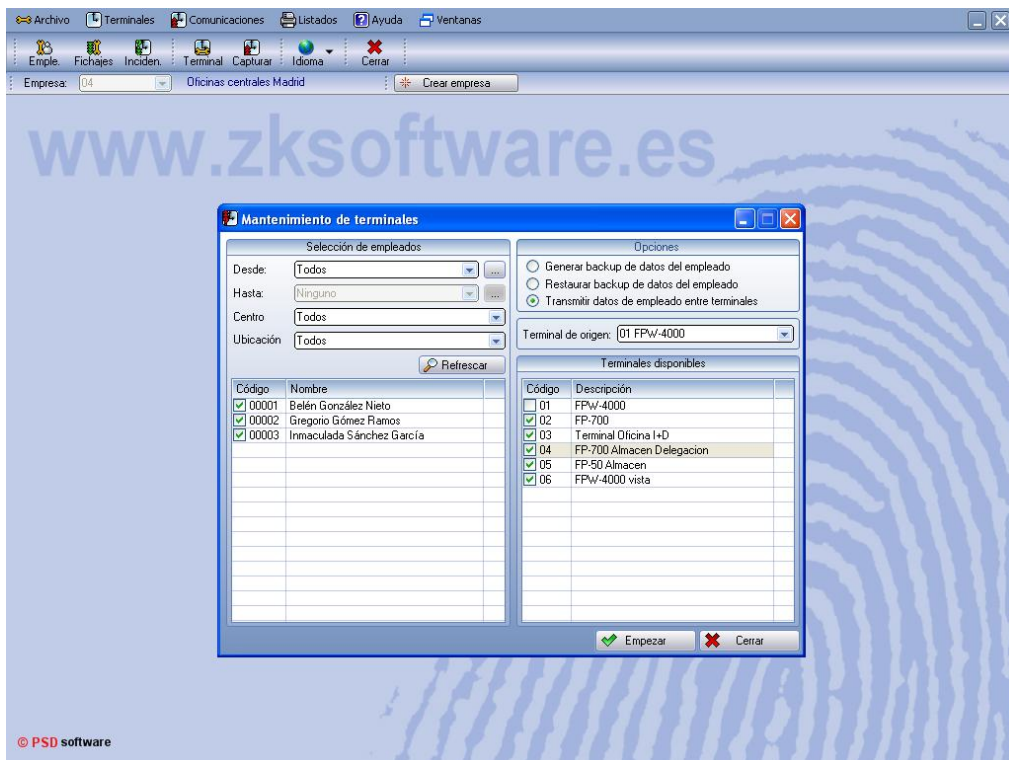 Archivo Terminales Comunicaciones Listados Ayuda Ventanas
Emple. Fichajes Inciden. Terminal Capturar Idioma Cerrar
Empresa: 04 Oficinas centrales Madrid Crear empresa
www.zksoftware.es
Mantenimiento de terminales
Selección de empleados
Desde: Todos ...
Hasta: Ninguno ...
Centro Todos
Ubicación Todos
Refrescar
Código Nombre
00001 Belén González Nieto
00002 Gregorio Gómez Ramos
00003 Inmaculada Sánchez García
Opciones
Generar backup de datos del empleado
Restaurar backup de datos del empleado
Transmitir datos de empleado entre terminales
Terminal de origen: 01 FPW-4000
Terminales disponibles
Código Descripción
01 FPW-4000
02 FP-700
03 Terminal Oficina I+D
04 FP-700 Almacen Delegacion
05 FP-50 Almacen
06 FPW-4000 vista
Empezar Cerrar
© PSD software